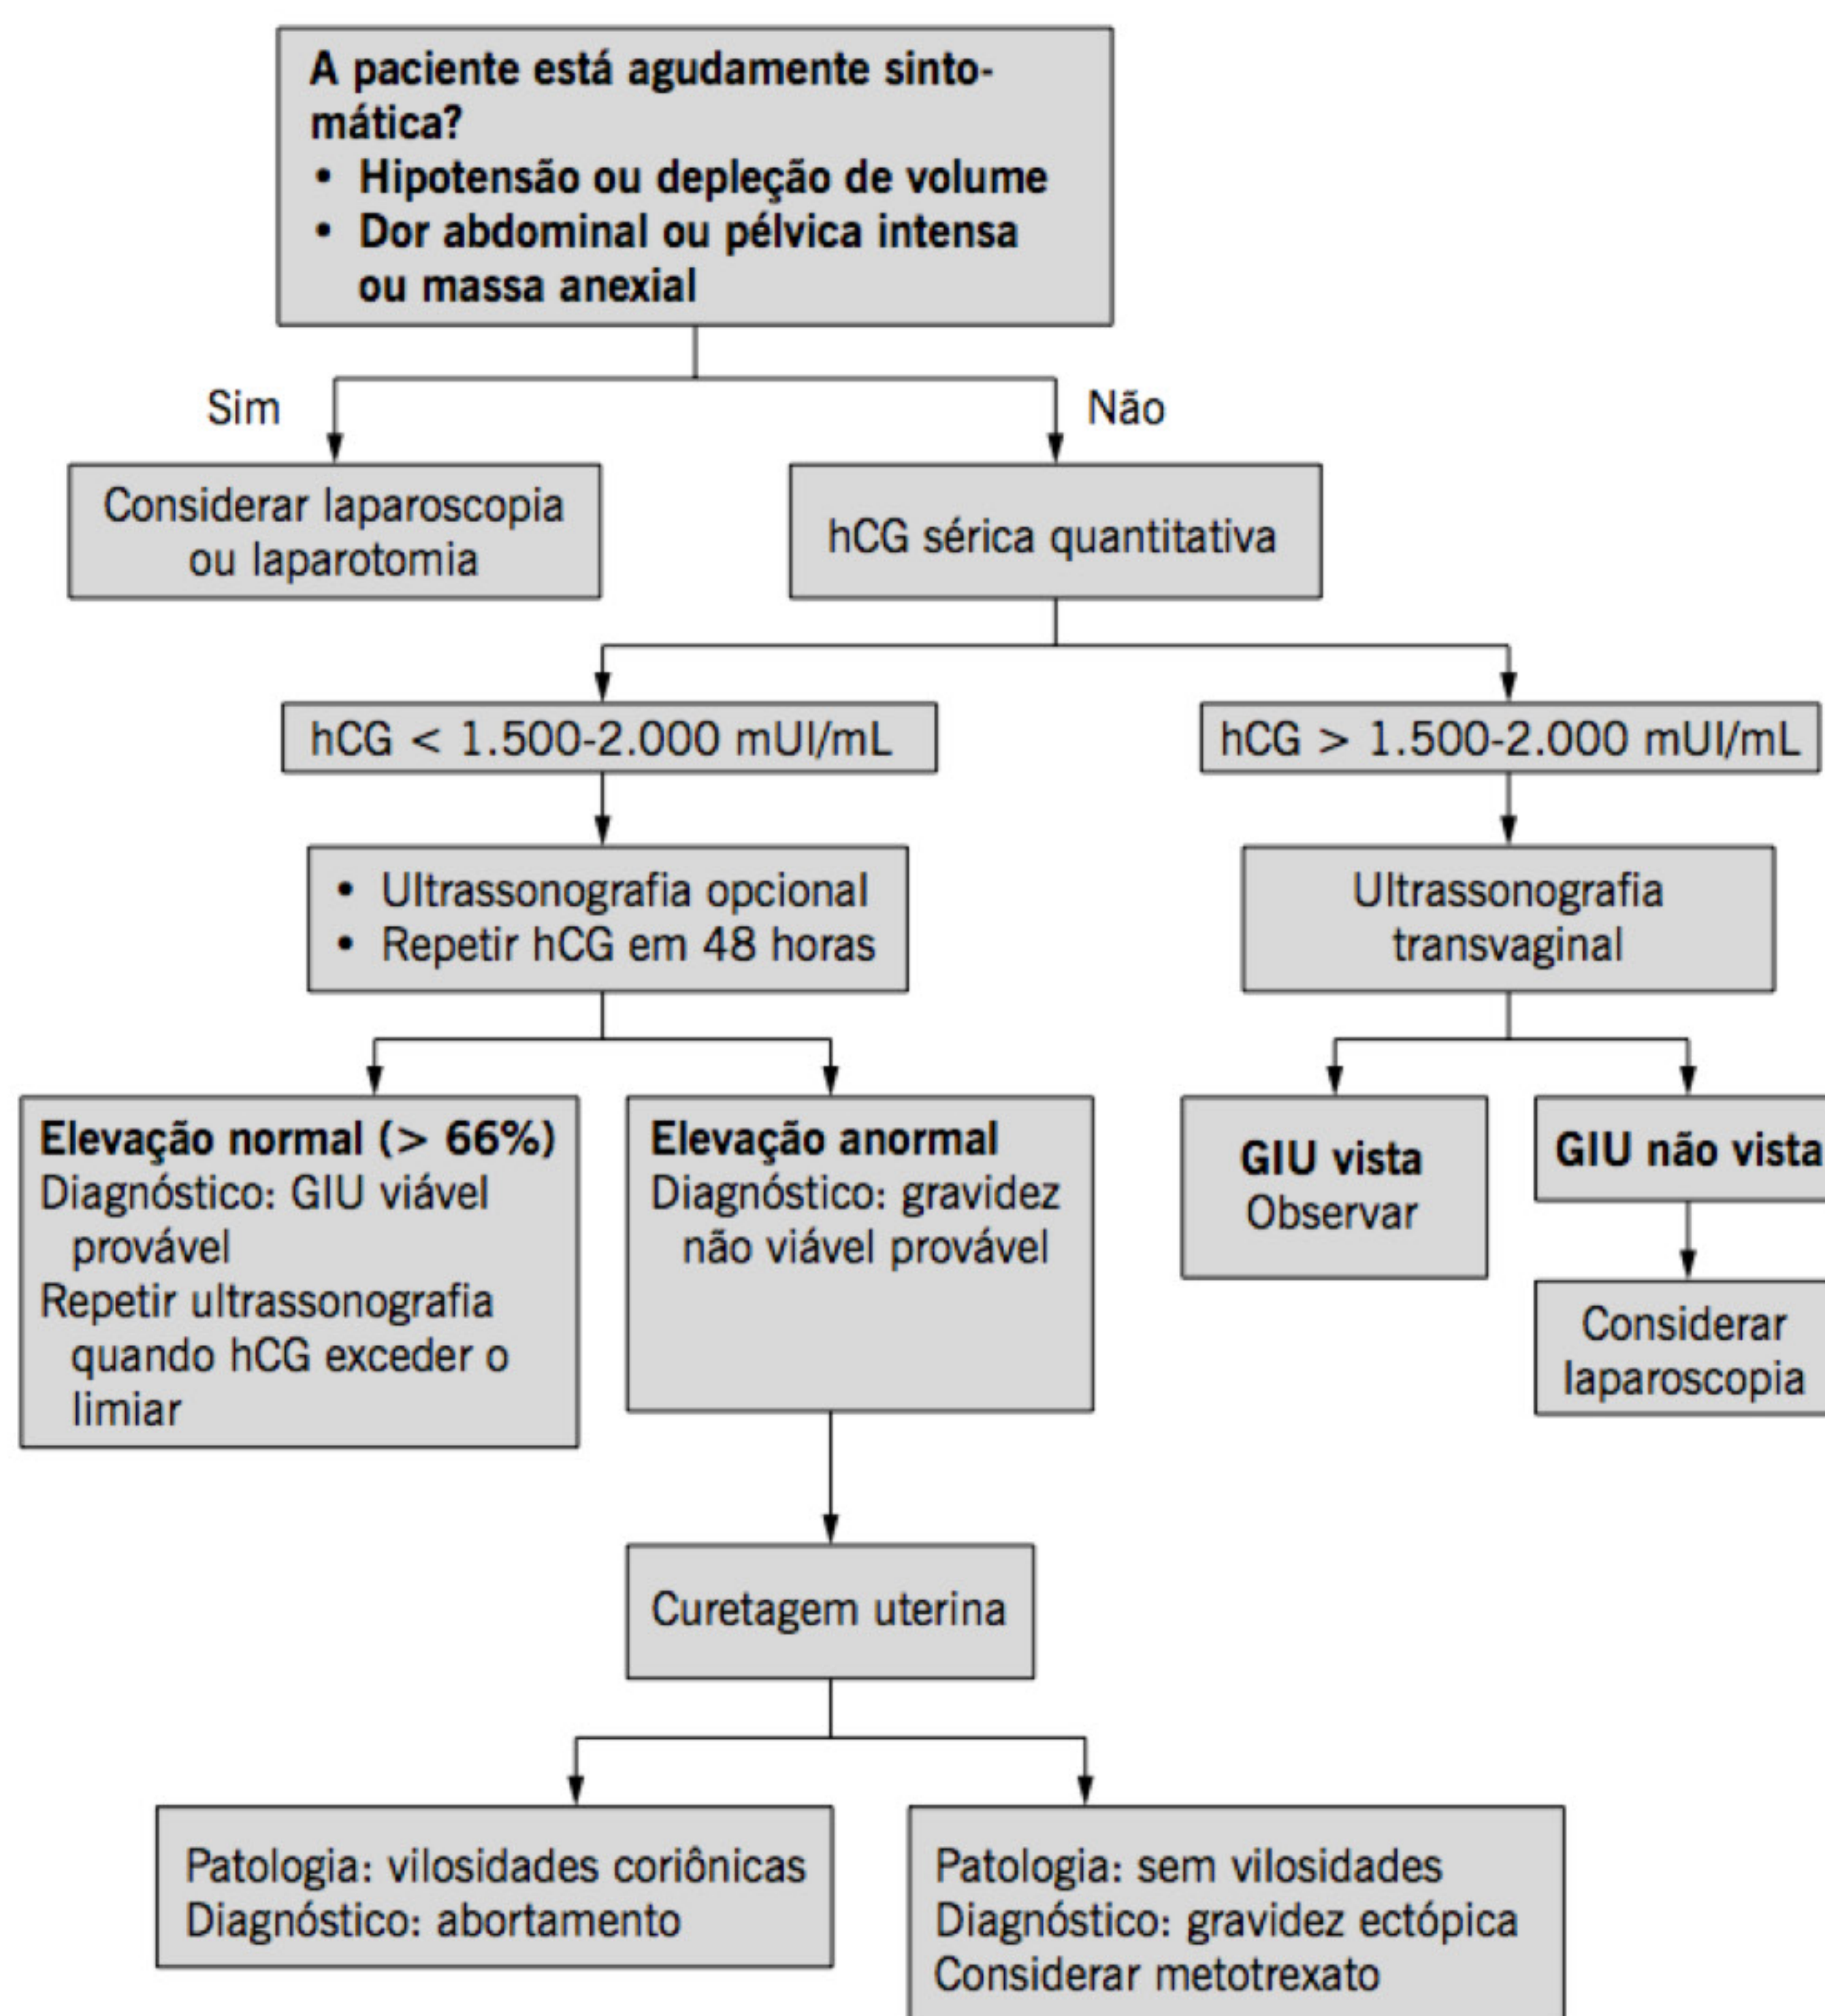 A paciente está agudamente sinto-
mática?
• Hipotensão ou depleção de volume
• Dor abdominal ou pélvica intensa
ou massa anexial
Sim
Não
Considerar laparoscopia
ou laparotomia
hCG sérica quantitativa
hCG < 1.500-2.000 mUI/mL
hCG > 1.500-2.000 mUI/mL
• Ultrassonografia opcional
• Repetir hCG em 48 horas
Ultrassonografia
transvaginal
Elevação normal (> 66%)
Diagnóstico: GIU viável
provável
Repetir ultrassonografia
quando hCG exceder o
limiar
Elevação anormal
Diagnóstico: gravidez
não viável provável
GIU vista
Observar
GIU não vista
Considerar
laparoscopia
Curetagem uterina
Patologia: vilosidades coriônicas
Diagnóstico: abortamento
Patologia: sem vilosidades
Diagnóstico: gravidez ectópica
Considerar metotrexato